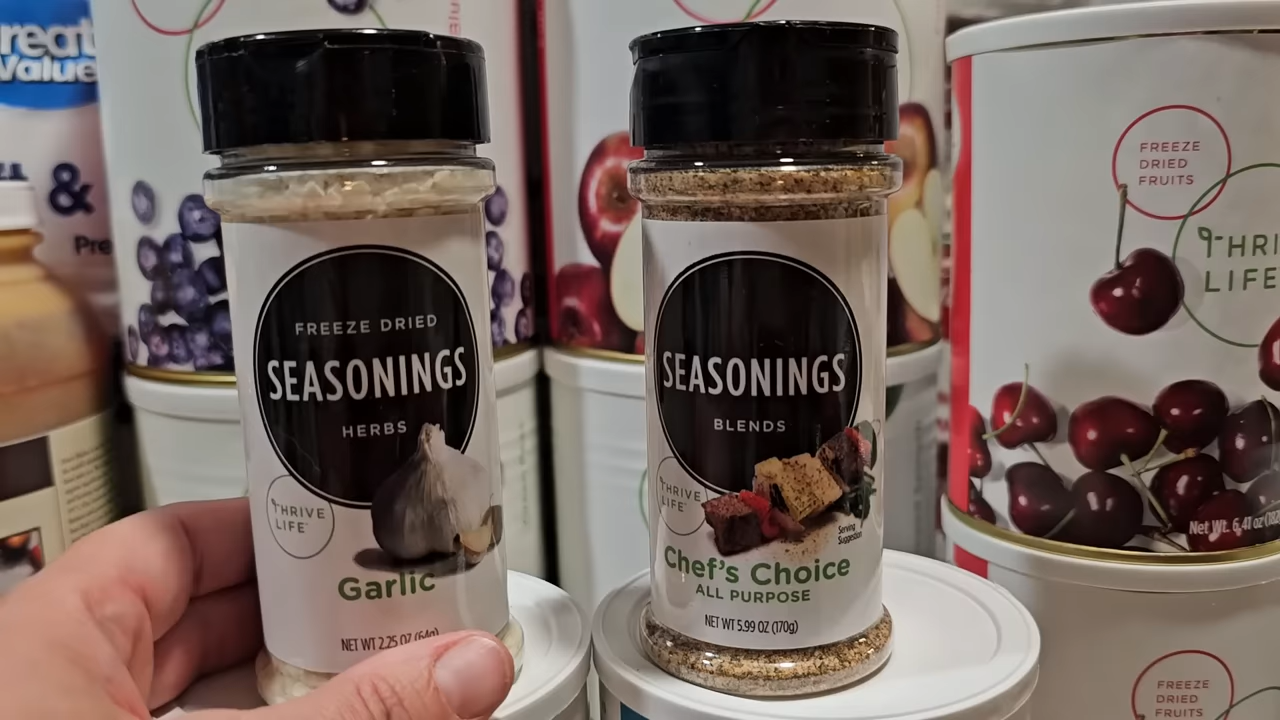 Great
Value
&
Pre
FREEZE DRIED
SEASONINGS
HERBS
THRIVE
LIFE
Garlic
NET WT 2.25 OZ (64g)
SEASONINGS
BLENDS
THRIVE
LIFE
Serving
Suggestion
Chef's Choice
ALL PURPOSE
NET WT 5.99 OZ (170g)
FREEZE
DRIED
FRUITS
THRI
LIFE
Net Wt. 6.41 oz
FREEZE
DRIED
FRUITS